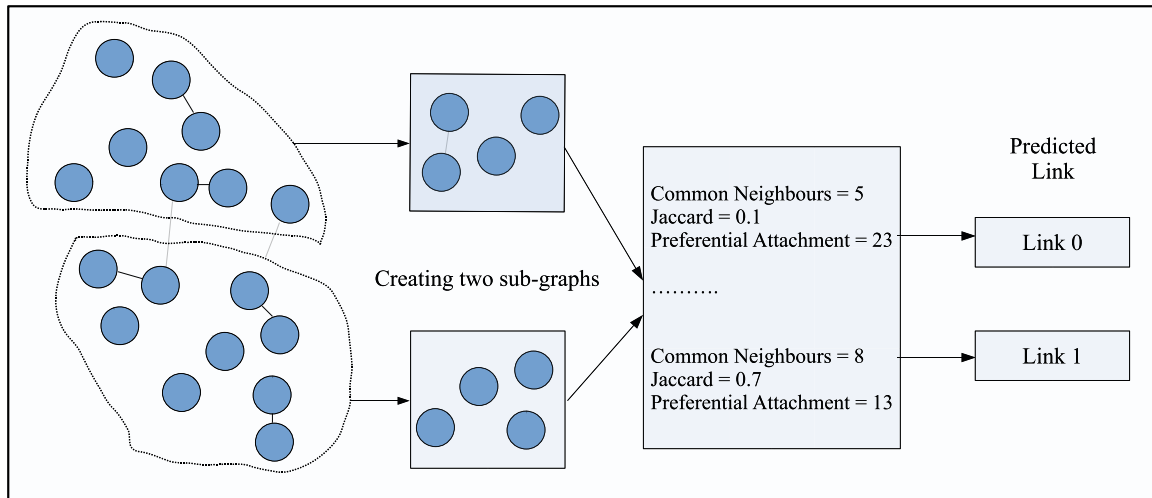 Creating two sub-graphs
Common Neighbours = 5
Jaccard = 0.1
Preferential Attachment = 23
..........
Common Neighbours = 8
Jaccard = 0.7
Preferential Attachment = 13
Predicted
Link
Link 0
Link 1